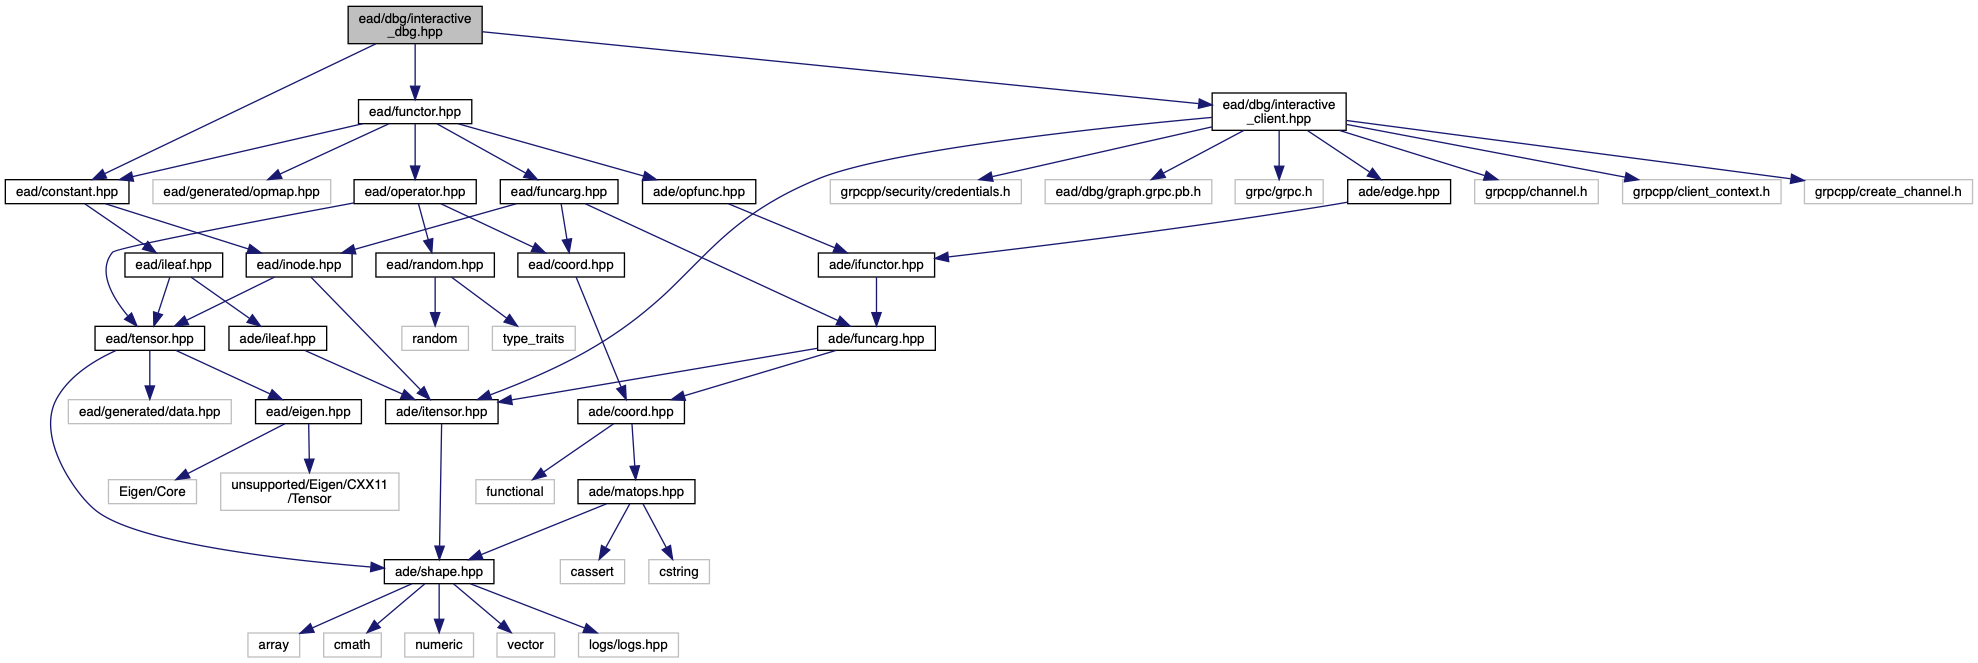 ead/dbg/interactive
_dbg.hpp
ead/functor.hpp
ead/dbg/interactive
_client.hpp
ead/constant.hpp
ead/generated/opmap.hpp
ead/operator.hpp
ead/funcarg.hpp
ade/opfunc.hpp
grpcpp/security/credentials.h
ead/dbg/graph.grpc.pb.h
grpc/grpc.h
ade/edge.hpp
grpcpp/channel.h
grpcpp/client_context.h
grpcpp/create_channel.h
ead/ileaf.hpp
ead/inode.hpp
ead/random.hpp
ead/coord.hpp
ade/ifunctor.hpp
ead/tensor.hpp
ade/ileaf.hpp
random
type_traits
ade/funcarg.hpp
ead/generated/data.hpp
ead/eigen.hpp
ade/itensor.hpp
ade/coord.hpp
Eigen/Core
unsupported/Eigen/CXX11
/Tensor
functional
ade/matops.hpp
ade/shape.hpp
cassert
cstring
array
cmath
numeric
vector
logs/logs.hpp